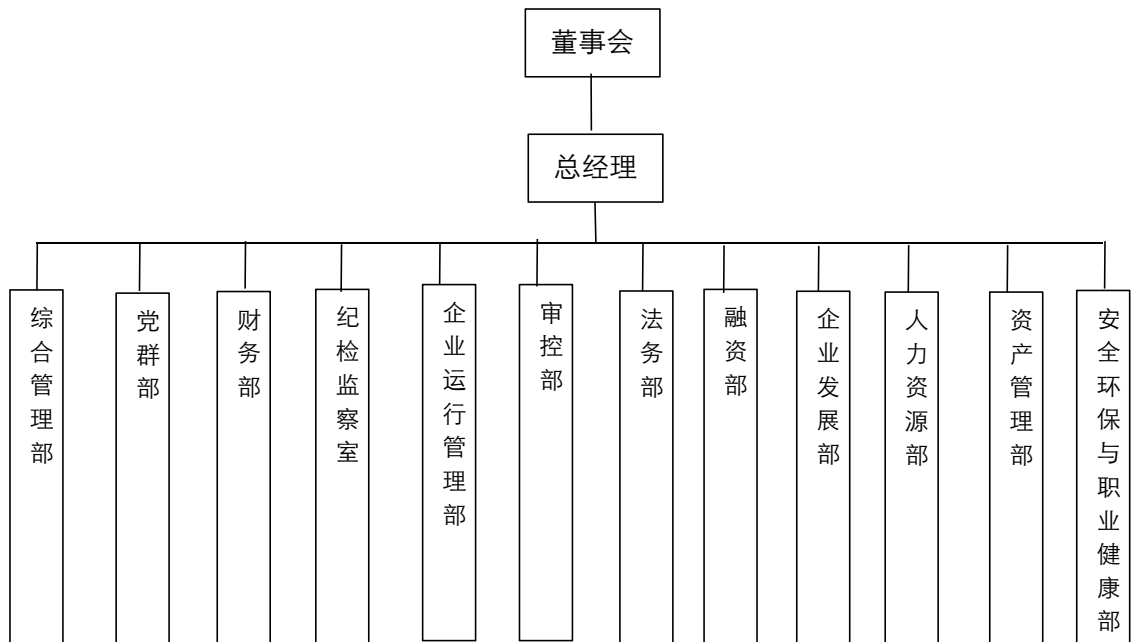 董事会
总经理
综合管理部
党群部
财务部
纪检监察室
企业运行管理部
审控部
法务部
融资部
企业发展部
人力资源部
资产管理部
安全环保与职业健康部